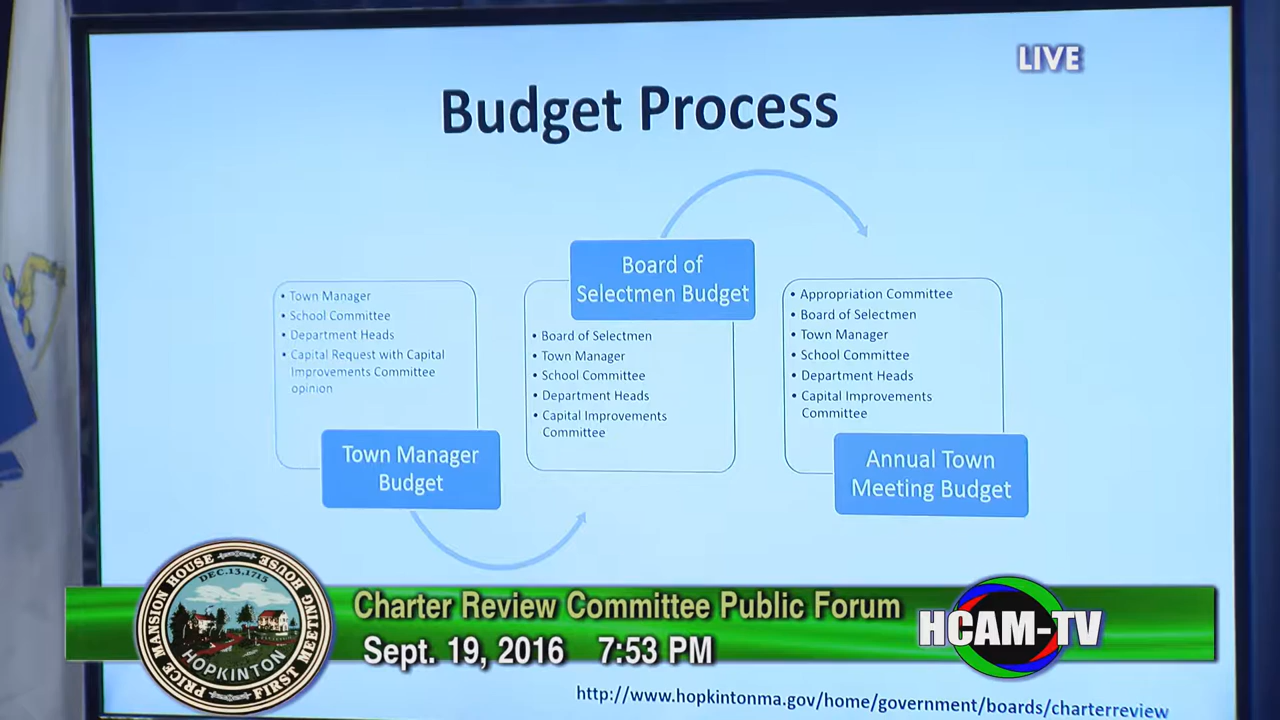 LIVE
Budget Process
• Town Manager
• School Committee
• Department Heads
• Capital Request with Capital
Improvements Committee
opinion
Town Manager
Budget
Board of
Selectmen Budget
• Board of Selectmen
• Town Manager
• School Committee
• Department Heads
• Capital Improvements
Committee
• Appropriation Committee
• Board of Selectmen
• Town Manager
• School Committee
• Department Heads
• Capital Improvements
Committee
Annual Town
Meeting Budget
PRICE MANSION HOUSE HOUSE FIRST MEETING
DEC.13.1715
HOPKINTON
Charter Review Committee Public Forum
Sept. 19, 2016 7:53 PM
HCAM-TV
http://www.hopkintonma.gov/home/government/boards/charterreview